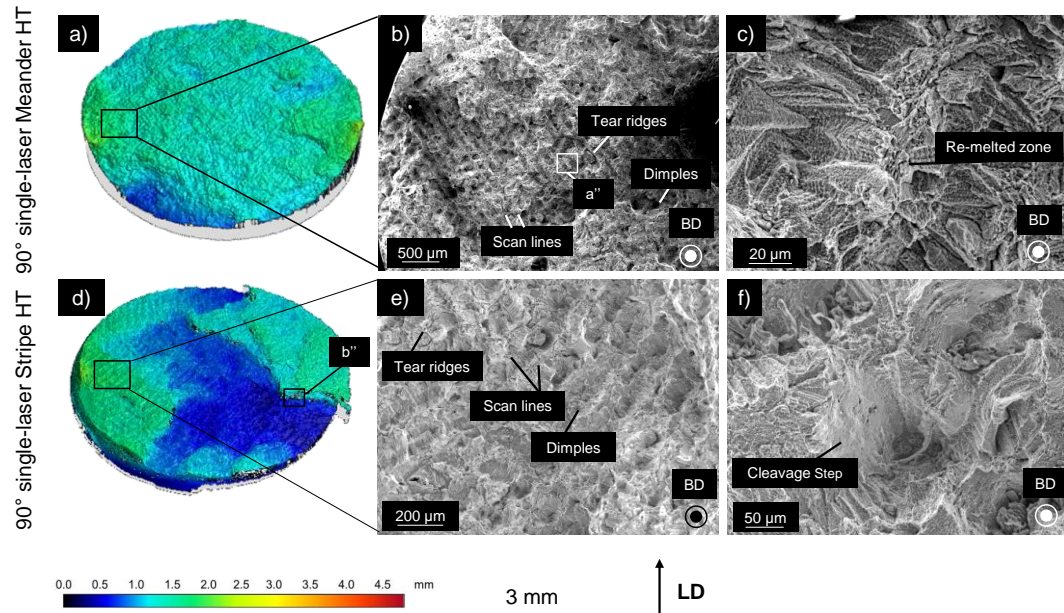 90° single-laser Meander HT
a)
b)
Tear ridges
a’’
Dimples
Scan lines
BD
500 µm
c)
Re-melted zone
BD
20 µm
90° single-laser Stripe HT
d)
b’’
e)
Tear ridges
Scan lines
Dimples
BD
200 µm
f)
Cleavage Step
BD
50 µm
0.0 0.5 1.0 1.5 2.0 2.5 3.0 3.5 4.0 4.5 mm
3 mm
LD